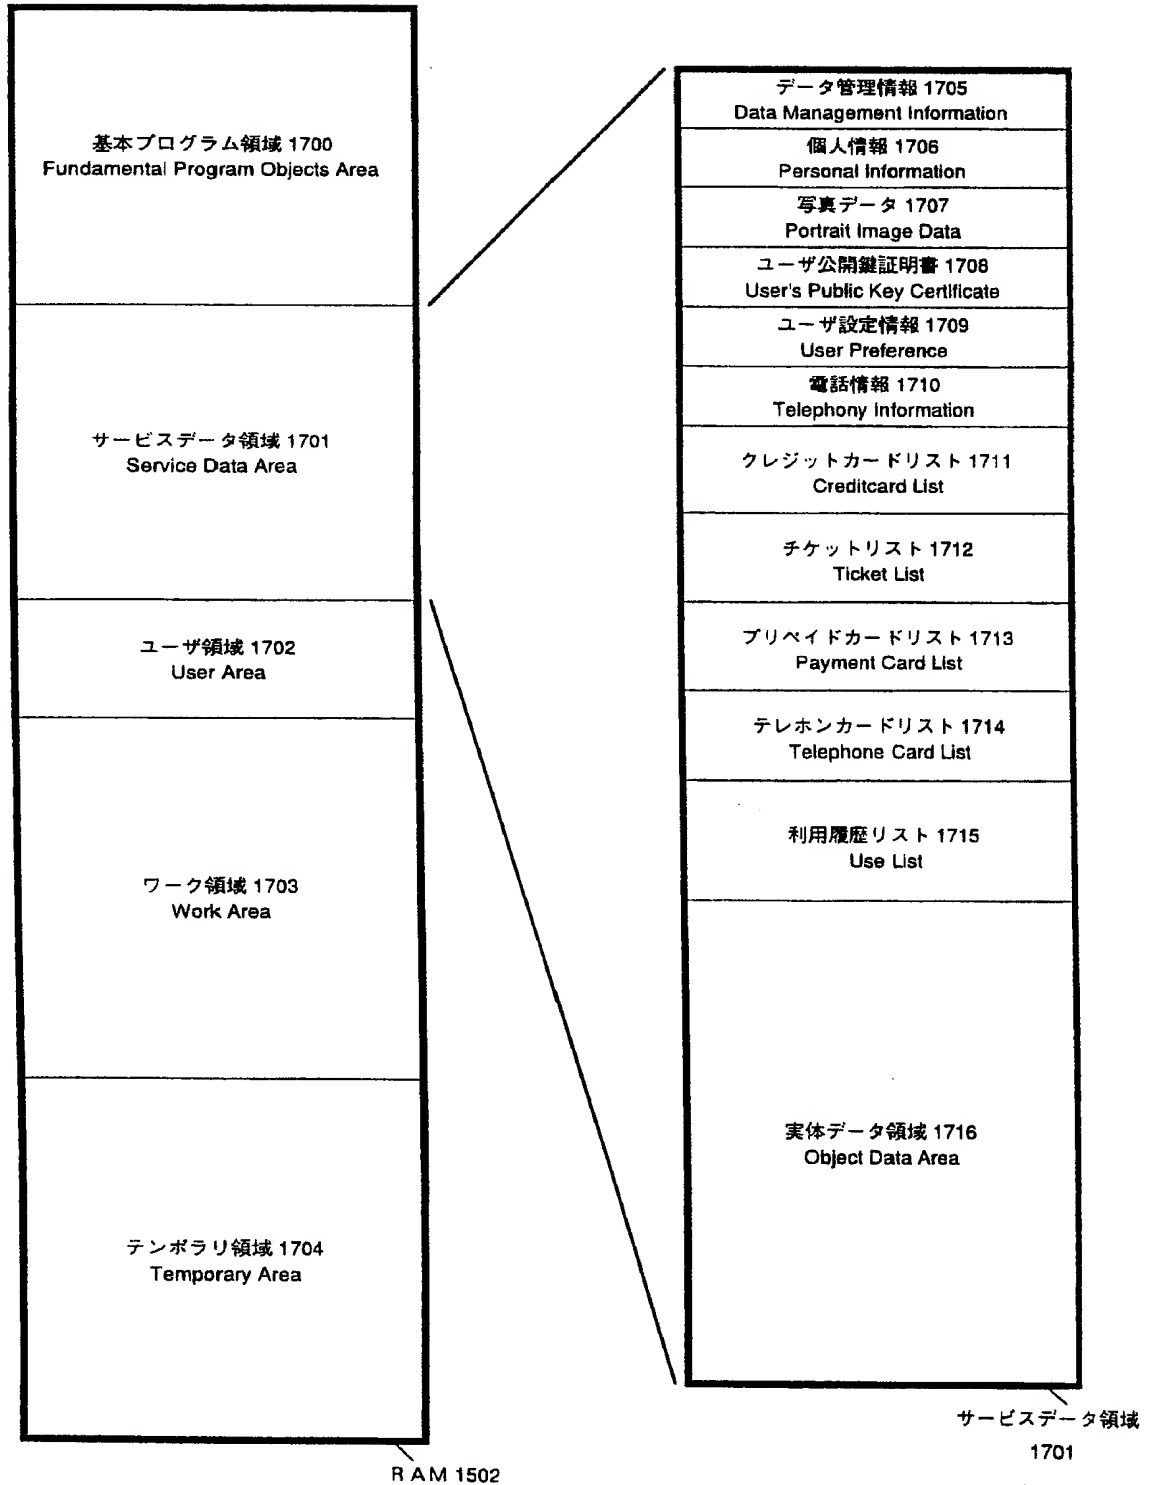 基本プログラム領域 1700
Fundamental Program Objects Area
サービスデータ領域 1701
Service Data Area
ユーザ領域 1702
User Area
ワーク領域 1703
Work Area
テンポラリ領域 1704
Temporary Area
RAM 1502
データ管理情報 1705
Data Management Information
個人情報 1706
Personal Information
写真データ 1707
Portrait Image Data
ユーザ公開鍵証明書 1708
User's Public Key Certificate
ユーザ設定情報 1709
User Preference
電話情報 1710
Telephony Information
クレジットカードリスト 1711
Creditcard List
チケットリスト 1712
Ticket List
プリペイドカードリスト 1713
Payment Card List
テレホンカードリスト 1714
Telephone Card List
利用履歴リスト 1715
Use List
実体データ領域 1716
Object Data Area
サービスデータ領域
1701